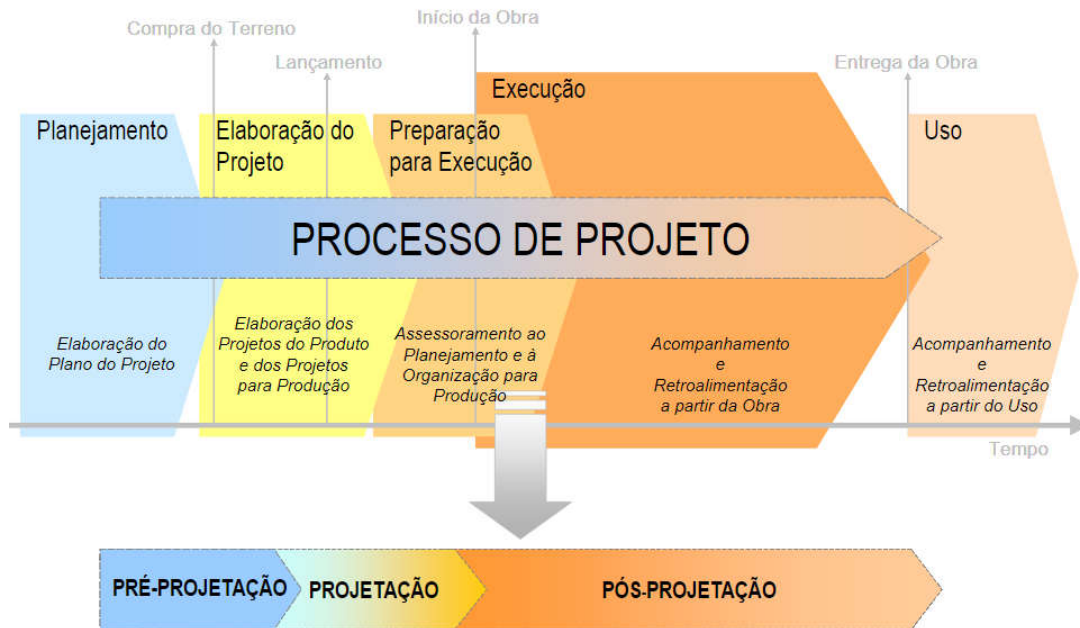 Início da Obra
Compra do Terreno
Lançamento
Entrega da Obra
Execução
Planejamento
Elaboração do
Projeto
Preparação
para Execução
Uso
PROCESSO DE PROJETO
Elaboração do
Plano do Projeto
Elaboração dos
Projetos do Produto
e dos Projetos
para Produção
Assessoramento ao
Planejamento e à
Organização para
Produção
Acompanhamento
e
Retroalimentação
a partir da Obra
Acompanhamento
e
Retroalimentação
a partir do Uso
Tempo
PRÉ-PROJETAÇÃO
PROJETAÇÃO
PÓS-PROJETAÇÃO